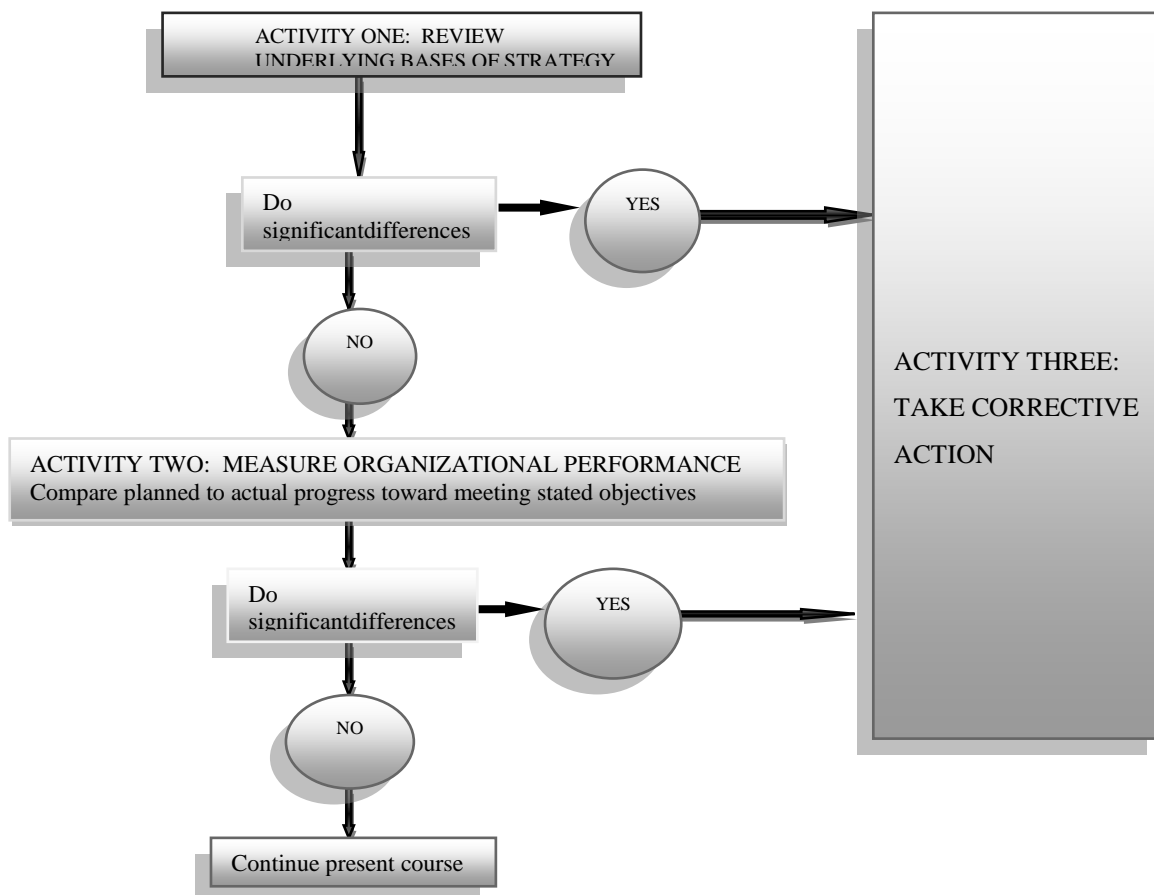 ACTIVITY ONE: REVIEW
UNDERLYING BASES OF STRATEGY
Do
significantdifferences
YES
NO
ACTIVITY THREE:
TAKE CORRECTIVE
ACTION
ACTIVITY TWO: MEASURE ORGANIZATIONAL PERFORMANCE
Compare planned to actual progress toward meeting stated objectives
Do
significantdifferences
YES
NO
Continue present course